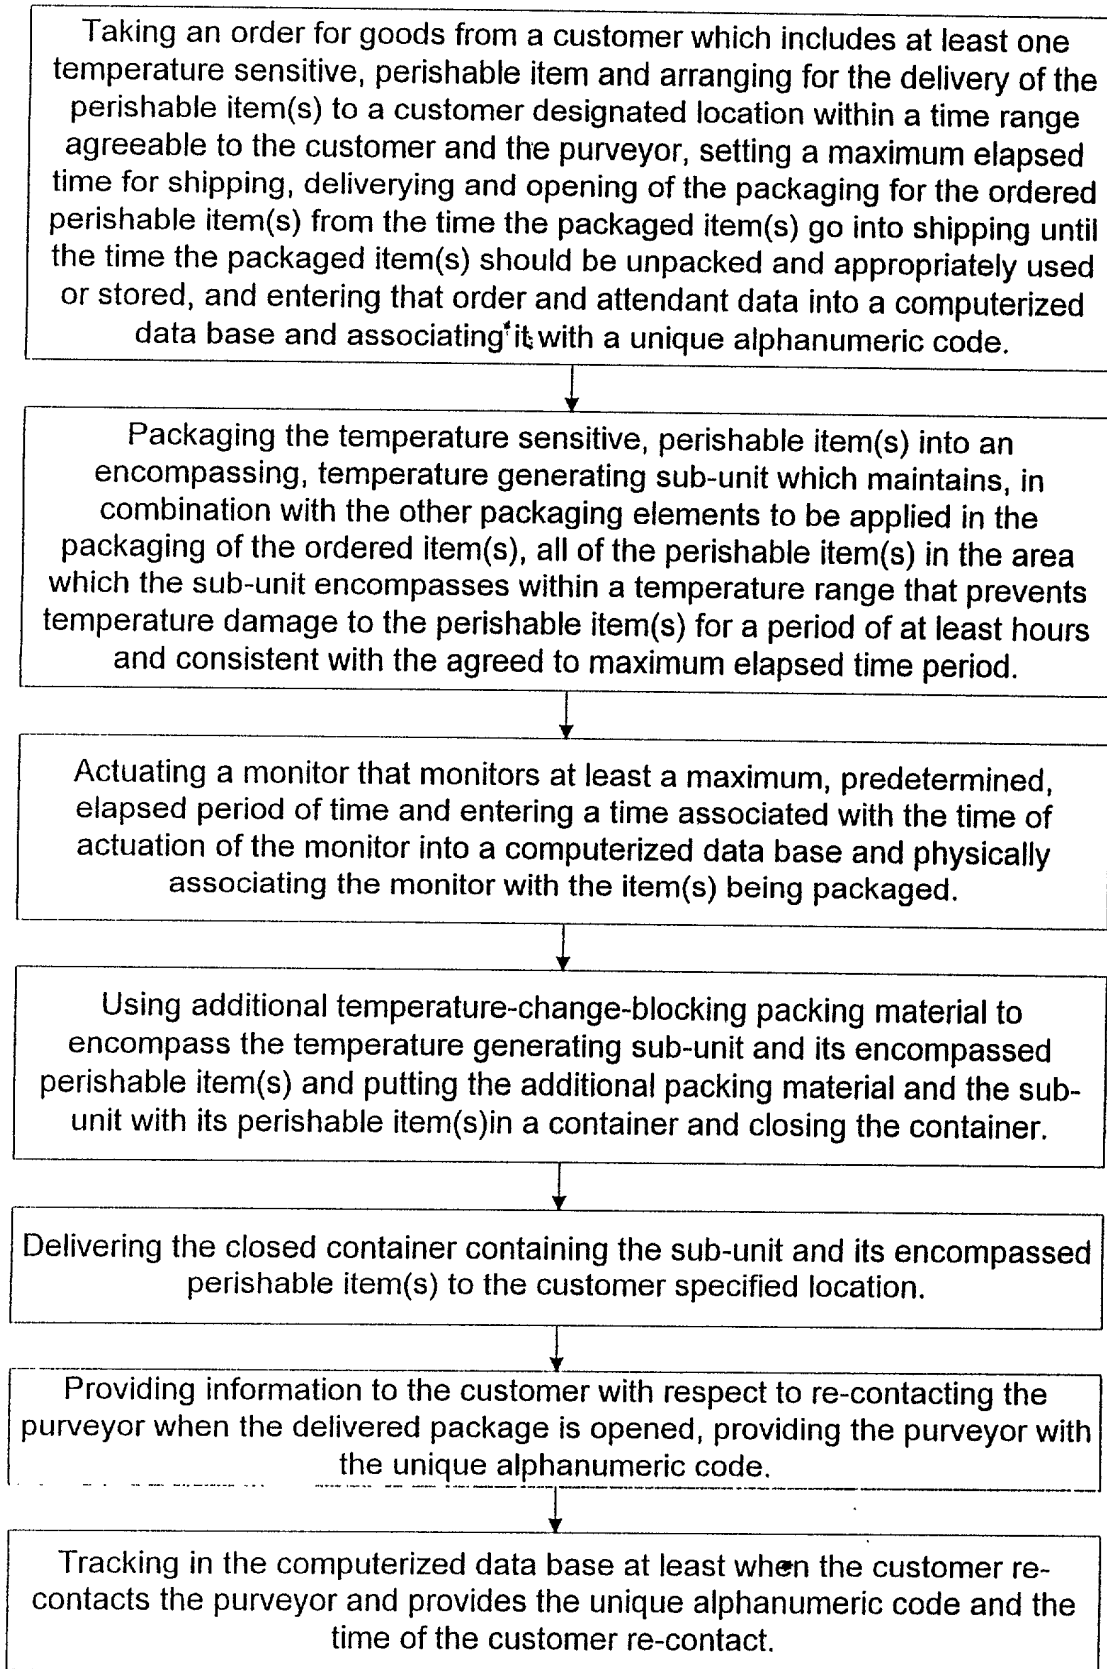 Taking an order for goods from a customer which includes at least one
temperature sensitive, perishable item and arranging for the delivery of the
perishable item(s) to a customer designated location within a time range
agreeable to the customer and the purveyor, setting a maximum elapsed
time for shipping, deliverying and opening of the packaging for the ordered
perishable item(s) from the time the packaged item(s) go into shipping until
the time the packaged item(s) should be unpacked and appropriately used
or stored, and entering that order and attendant data into a computerized
data base and associating it with a unique alphanumeric code.
Packaging the temperature sensitive, perishable item(s) into an
encompassing, temperature generating sub-unit which maintains, in
combination with the other packaging elements to be applied in the
packaging of the ordered item(s), all of the perishable item(s) in the area
which the sub-unit encompasses within a temperature range that prevents
temperature damage to the perishable item(s) for a period of at least hours
and consistent with the agreed to maximum elapsed time period.
Actuating a monitor that monitors at least a maximum, predetermined,
elapsed period of time and entering a time associated with the time of
actuation of the monitor into a computerized data base and physically
associating the monitor with the item(s) being packaged.
Using additional temperature-change-blocking packing material to
encompass the temperature generating sub-unit and its encompassed
perishable item(s) and putting the additional packing material and the sub-
unit with its perishable item(s)in a container and closing the container.
Delivering the closed container containing the sub-unit and its encompassed
perishable item(s) to the customer specified location.
Providing information to the customer with respect to re-contacting the
purveyor when the delivered package is opened, providing the purveyor with
the unique alphanumeric code.
Tracking in the computerized data base at least when the customer re-
contacts the purveyor and provides the unique alphanumeric code and the
time of the customer re-contact.